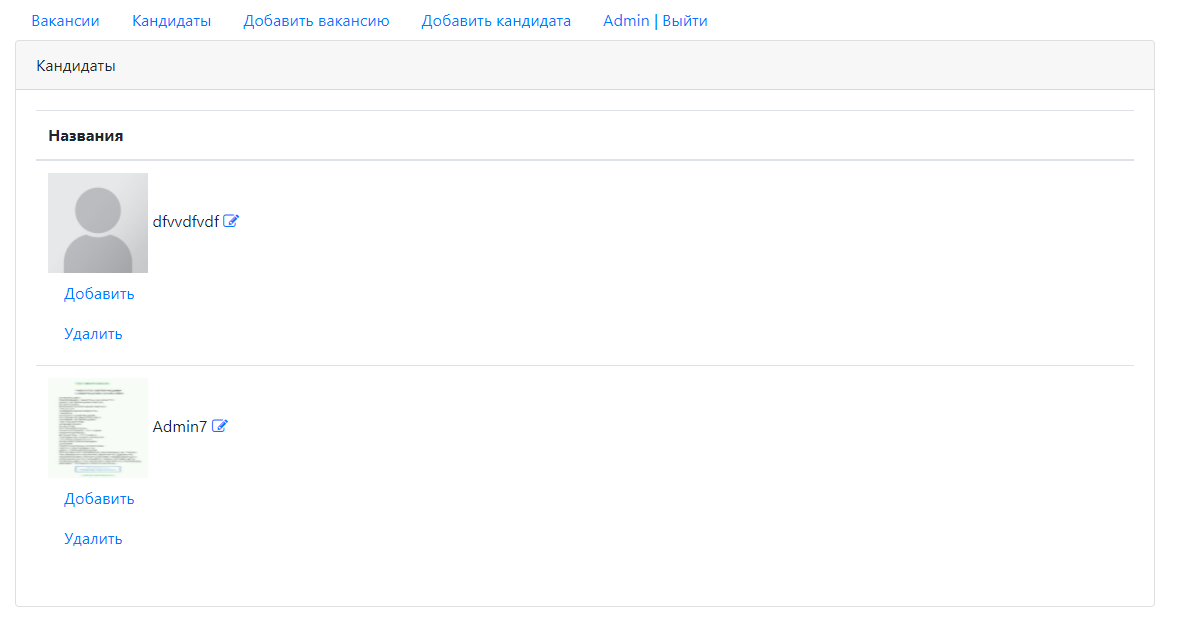 Вакансии Кандидаты Добавить вакансию Добавить кандидата Admin | Выйти
Кандидаты
Названия
dfvvdfvdf
Добавить
Удалить
Admin7
Добавить
Удалить